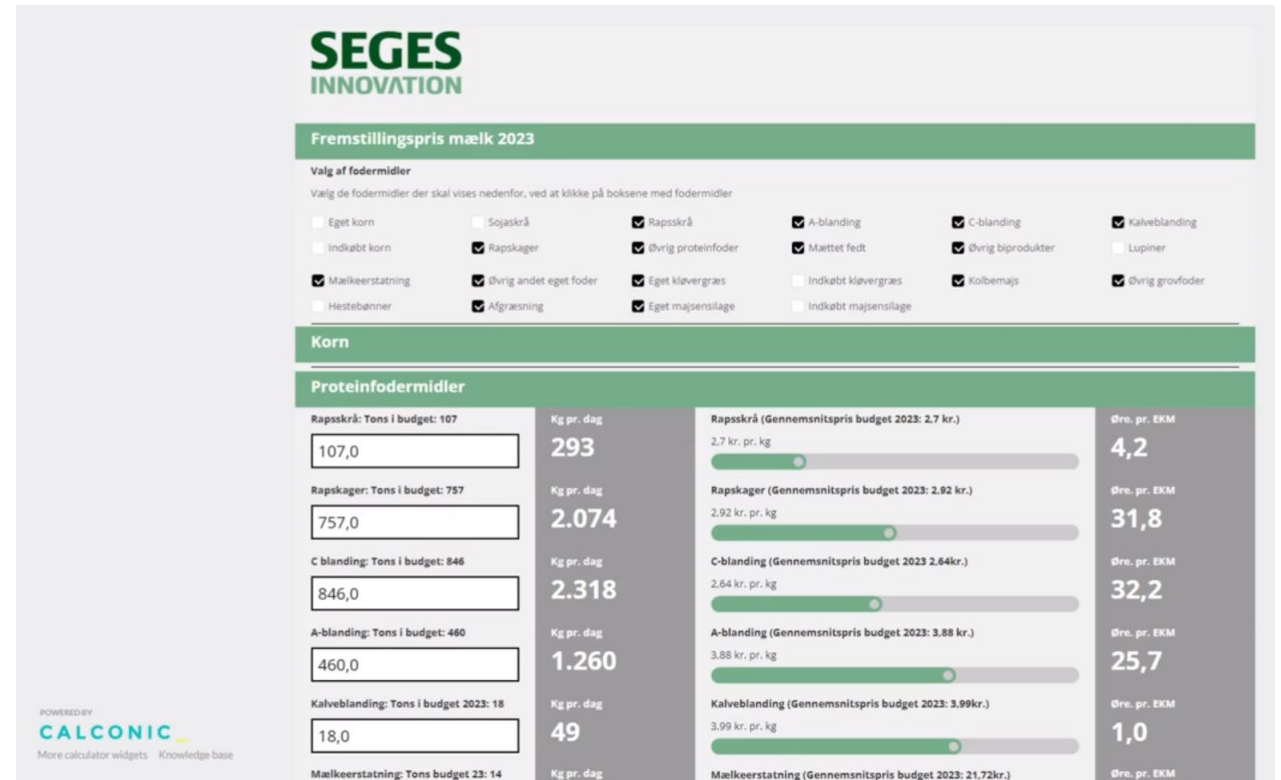 SEGES
INNOVATION
Fremstillingspris mælk 2023
Valg af fodermidler
Vælg de fodermidler der skal vises nedenfor, ved at klikke på boksene med fodermidler
Eget korn Sojaskrå Rapsskrå A-blanding C-blanding Kalveblanding
Indkøbt korn Rapskager Øvrig proteinfoder Mættet fedt Øvrig biprodukter Lupiner
Mælkeerstatning Øvrig andet eget foder Eget kløvergræs Indkøbt kløvergræs Kolbemajs Øvrig grovfoder
Hestebønner Afgræsning Eget majsensilage Indkøbt majsensilage
Korn
Proteinfodermidler
Rapsskrå: Tons i budget: 107 Kg pr. dag Rapsskrå (Gennemsnitspris budget 2023: 2,7 kr.) Øre. pr. EKM
107,0 293 2,7 kr. pr. kg 4,2
Rapskager: Tons i budget: 757 Kg pr. dag Rapskager (Gennemsnitspris budget 2023: 2,92 kr.) Øre. pr. EKM
757,0 2.074 2,92 kr. pr. kg 31,8
C blanding: Tons i budget: 846 Kg pr. dag C-blanding (Gennemsnitspris budget 2023 2,64kr.) Øre. pr. EKM
846,0 2.318 2,64 kr. pr. kg 32,2
A-blanding: Tons i budget: 460 Kg pr. dag A-blanding (Gennemsnitspris budget 2023: 3,88 kr.) Øre. pr. EKM
460,0 1.260 3,88 kr. pr. kg 25,7
Kalveblanding: Tons i budget 2023: 18 Kg pr. dag Kalveblanding (Gennemsnitspris budget 2023: 3,99kr.) Øre. pr. EKM
18,0 49 3,99 kr. pr. kg 1,0
Mælkeerstatning: Tons budget 23: 14 Kg pr. dag Mælkeerstatning (Gennemsnitspris budget 2023: 21,72kr.) Øre. pr. EKM
POWERED BY
CALCONIC
More calculator widgets Knowledge base